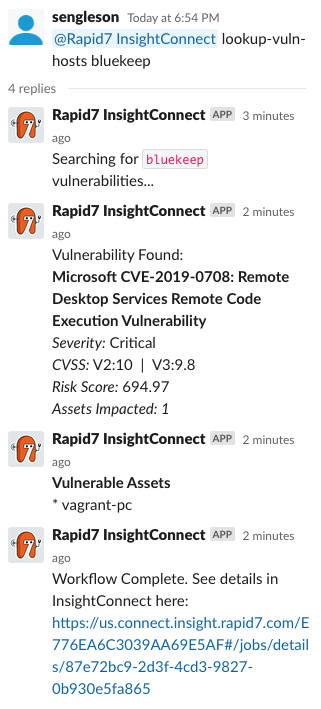 sengleson Today at 6:54 PM
@Rapid7 InsightConnect lookup-vuln-
hosts bluekeep
4 replies
Rapid7 InsightConnect APP 3 minutes
ago
Searching for bluekeep
vulnerabilities...
Rapid7 InsightConnect APP 2 minutes
ago
Vulnerability Found:
Microsoft CVE-2019-0708: Remote
Desktop Services Remote Code
Execution Vulnerability
Severity: Critical
CVSS: V2:10 | V3:9.8
Risk Score: 694.97
Assets Impacted: 1
Rapid7 InsightConnect APP 2 minutes
ago
Vulnerable Assets
* vagrant-pc
Rapid7 InsightConnect APP 2 minutes
ago
Workflow Complete. See details in
InsightConnect here:
https://us.connect.insight.rapid7.com/E
776EA6C3039AA69E5AF#/jobs/detail
s/87e72bc9-2d3f-4cd3-9827-
0b930e5fa865